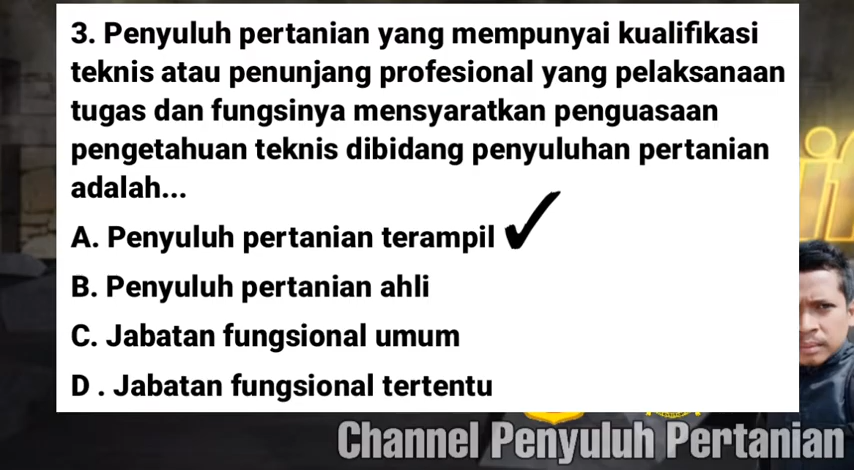 3. Penyuluh pertanian yang mempunyai kualifikasi
teknis atau penunjang profesional yang pelaksanaan
tugas dan fungsinya mensyaratkan penguasaan
pengetahuan teknis dibidang penyuluhan pertanian
adalah...
A. Penyuluh pertanian terampil
B. Penyuluh pertanian ahli
C. Jabatan fungsional umum
D . Jabatan fungsional tertentu
Channel Penyuluh Pertanian